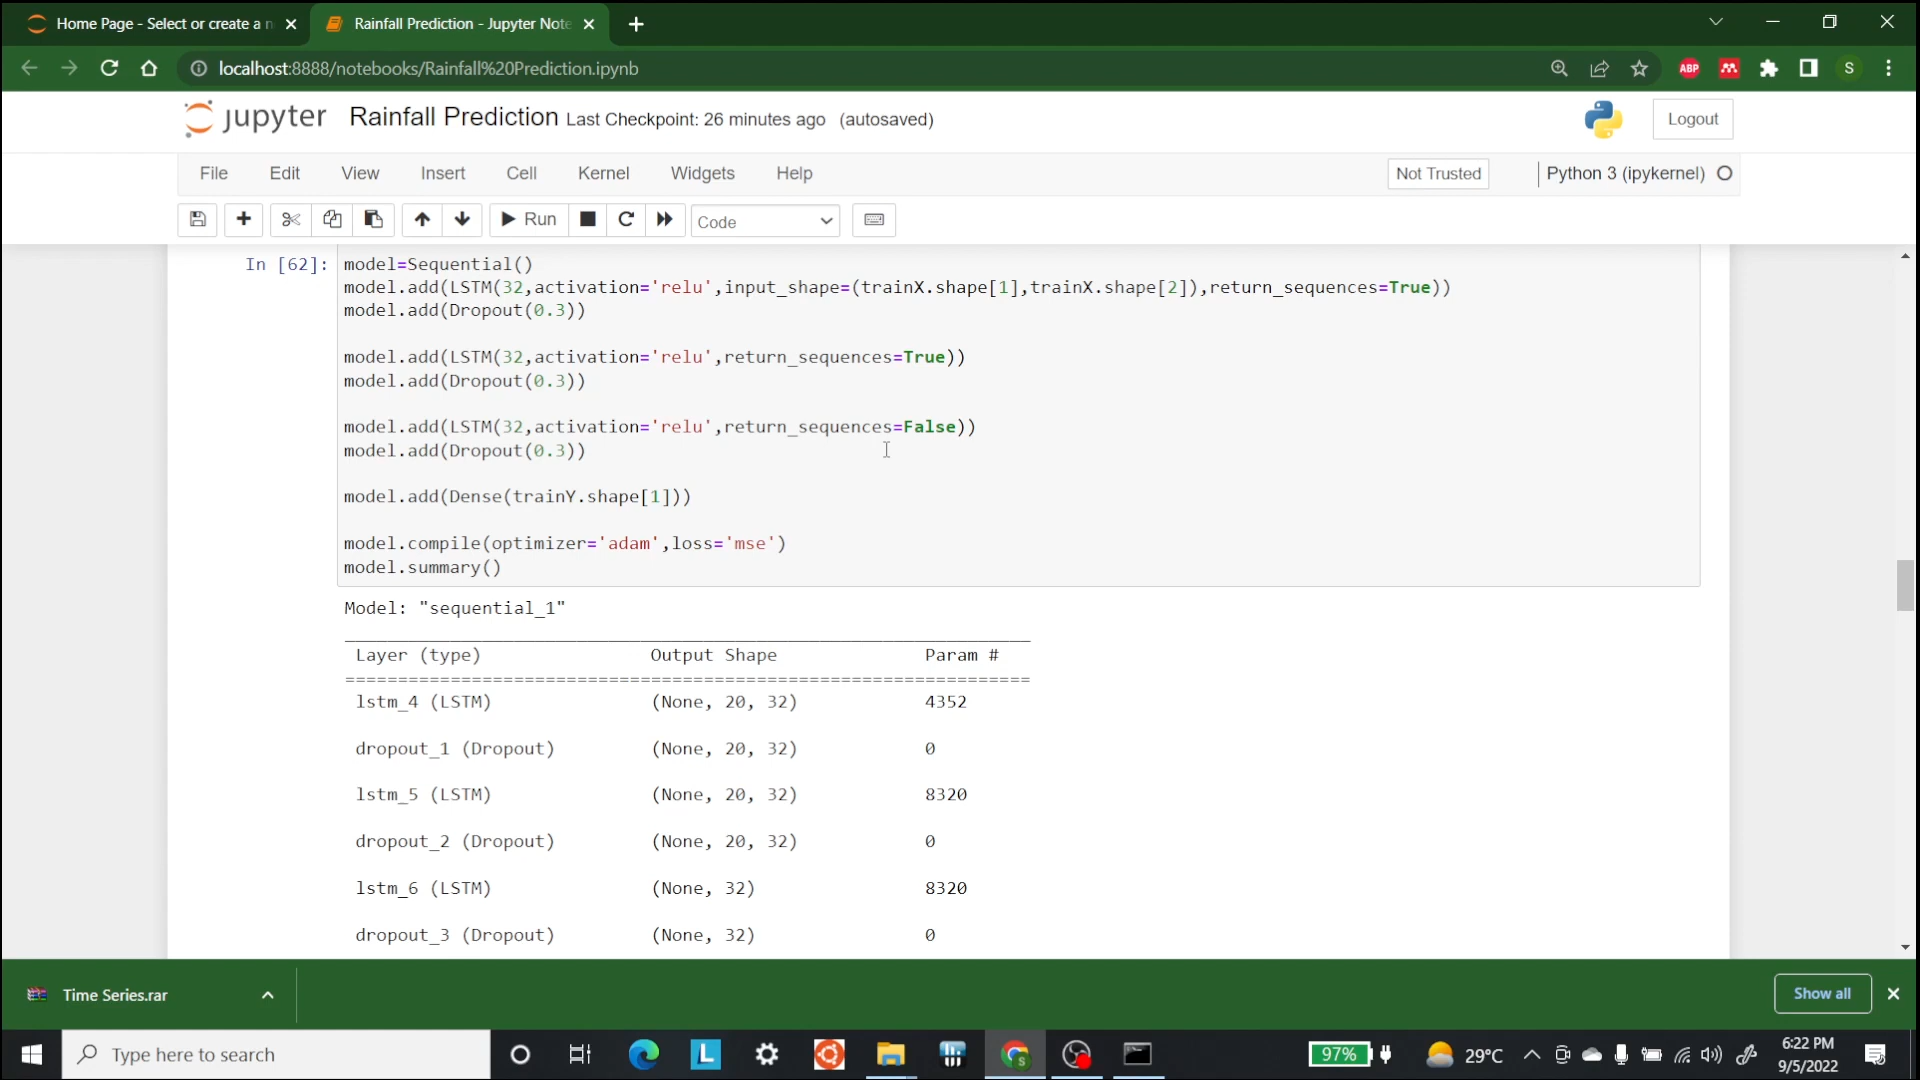 Home Page - Select or create a n
Rainfall Prediction - Jupyter Note
localhost:8888/notebooks/Rainfall%20Prediction.ipynb
ABP
S
jupyter Rainfall Prediction Last Checkpoint: 26 minutes ago (autosaved)
Logout
File Edit View Insert Cell Kernel Widgets Help
Not Trusted
Python 3 (ipykernel)
Run
Code
In [62]:
model=Sequential()
model.add(LSTM(32,activation='relu',input_shape=(trainX.shape[1],trainX.shape[2]),return_sequences=True))
model.add(Dropout(0.3))
model.add(LSTM(32,activation='relu',return_sequences=True))
model.add(Dropout(0.3))
model.add(LSTM(32,activation='relu',return_sequences=False))
model.add(Dropout(0.3))
model.add(Dense(trainY.shape[1]))
model.compile(optimizer='adam',loss='mse')
model.summary()
Model: "sequential_1"
Layer (type) Output Shape Param #
=================================================================
lstm_4 (LSTM) (None, 20, 32) 4352
dropout_1 (Dropout) (None, 20, 32) 0
lstm_5 (LSTM) (None, 20, 32) 8320
dropout_2 (Dropout) (None, 20, 32) 0
lstm_6 (LSTM) (None, 32) 8320
dropout_3 (Dropout) (None, 32) 0
Time Series.rar
Show all
Type here to search
L
97%
29°C
6:22 PM
9/5/2022